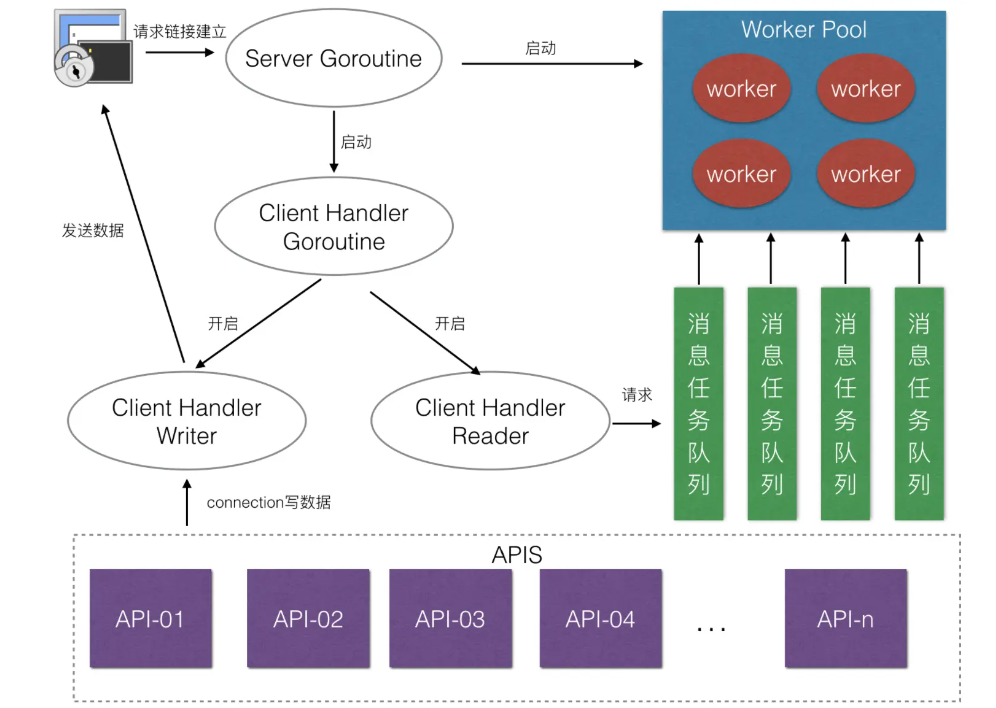 请求链接建立
Server Goroutine
启动
Worker Pool
worker
worker
worker
worker
启动
Client Handler
Goroutine
发送数据
开启
开启
Client Handler
Writer
Client Handler
Reader
请求
消息任务队列
消息任务队列
消息任务队列
消息任务队列
connection写数据
APIS
API-01
API-02
API-03
API-04
...
API-n